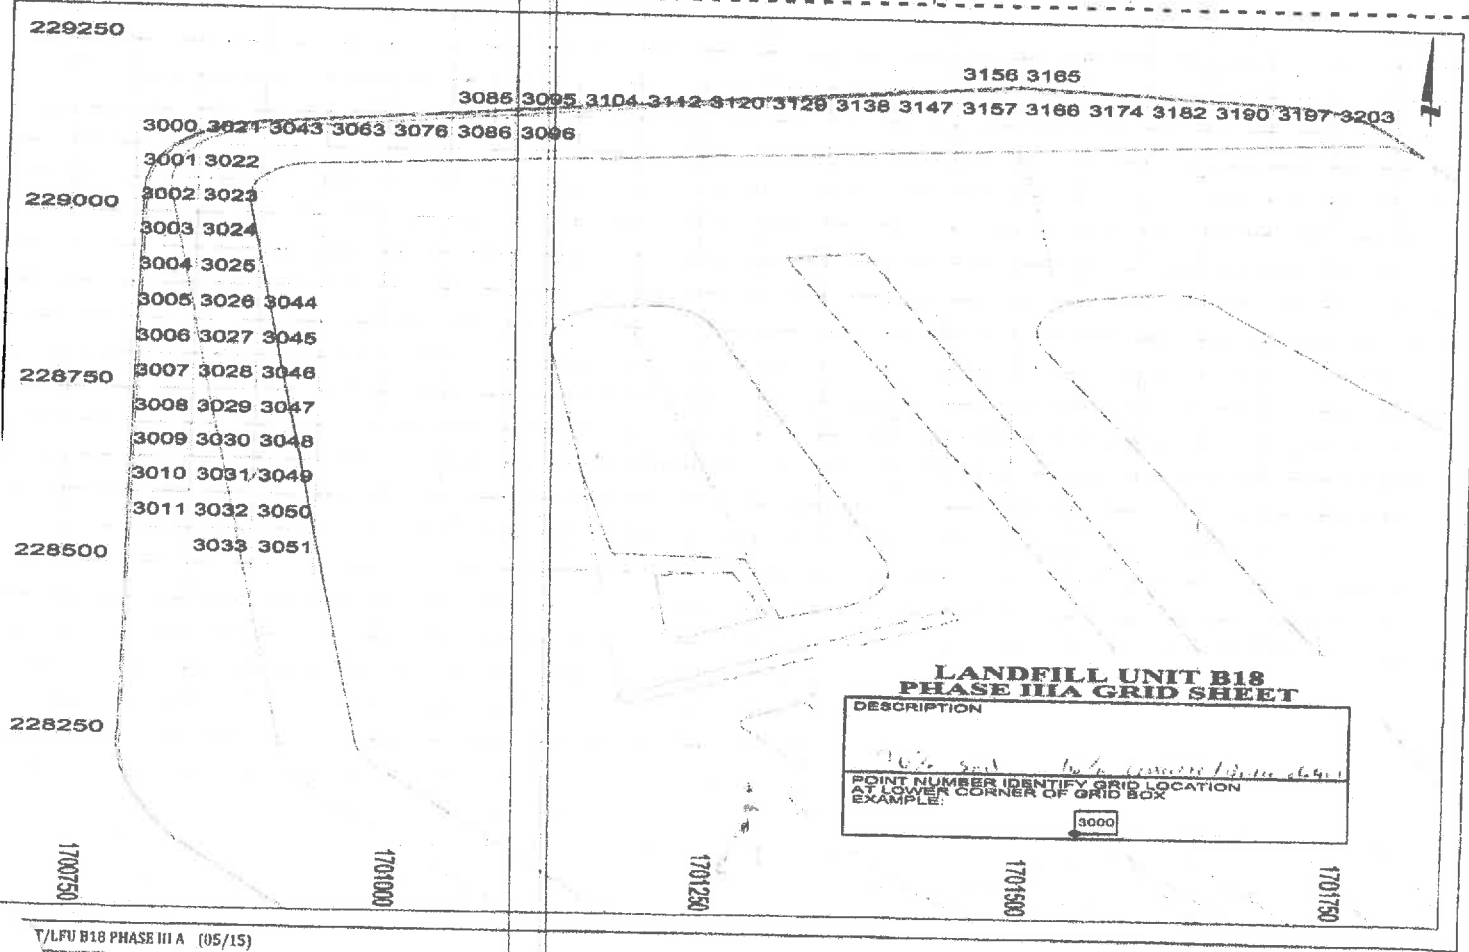 229250
3156 3165
3085 3095 3104 3112 3120 3129 3138 3147 3157 3166 3174 3182 3190 3197 3203
3000 3021 3043 3063 3076 3086 3096
3001 3022
229000 3002 3023
3003 3024
3004 3025
3005 3026 3044
3006 3027 3045
228750 3007 3028 3046
3008 3029 3047
3009 3030 3048
3010 3031 3049
3011 3032 3050
228500 3033 3051
228250
LANDFILL UNIT B18
PHASE IIIA GRID SHEET
DESCRIPTION
POINT NUMBER IDENTIFY GRID LOCATION
AT LOWER CORNER OF GRID BOX
EXAMPLE:
3000
1700750 1701000 1701250 1701500 1701750
T/LFU B18 PHASE III A (05/15)